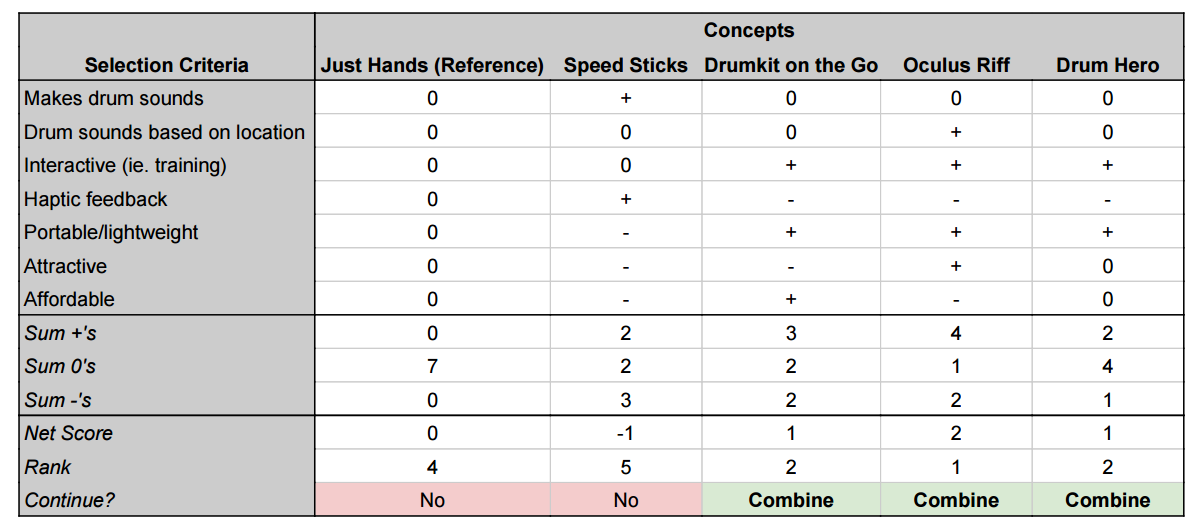 Concepts
Selection Criteria Just Hands (Reference) Speed Sticks Drumkit on the Go Oculus Riff Drum Hero
Makes drum sounds 0 + 0 0 0
Drum sounds based on location 0 0 0 + 0
Interactive (ie. training) 0 0 + + +
Haptic feedback 0 + - - -
Portable/lightweight 0 - + + +
Attractive 0 - - + 0
Affordable 0 - + - 0
Sum +'s 0 2 3 4 2
Sum 0's 7 2 2 1 4
Sum -'s 0 3 2 2 1
Net Score 0 -1 1 2 1
Rank 4 5 2 1 2
Continue? No No Combine Combine Combine